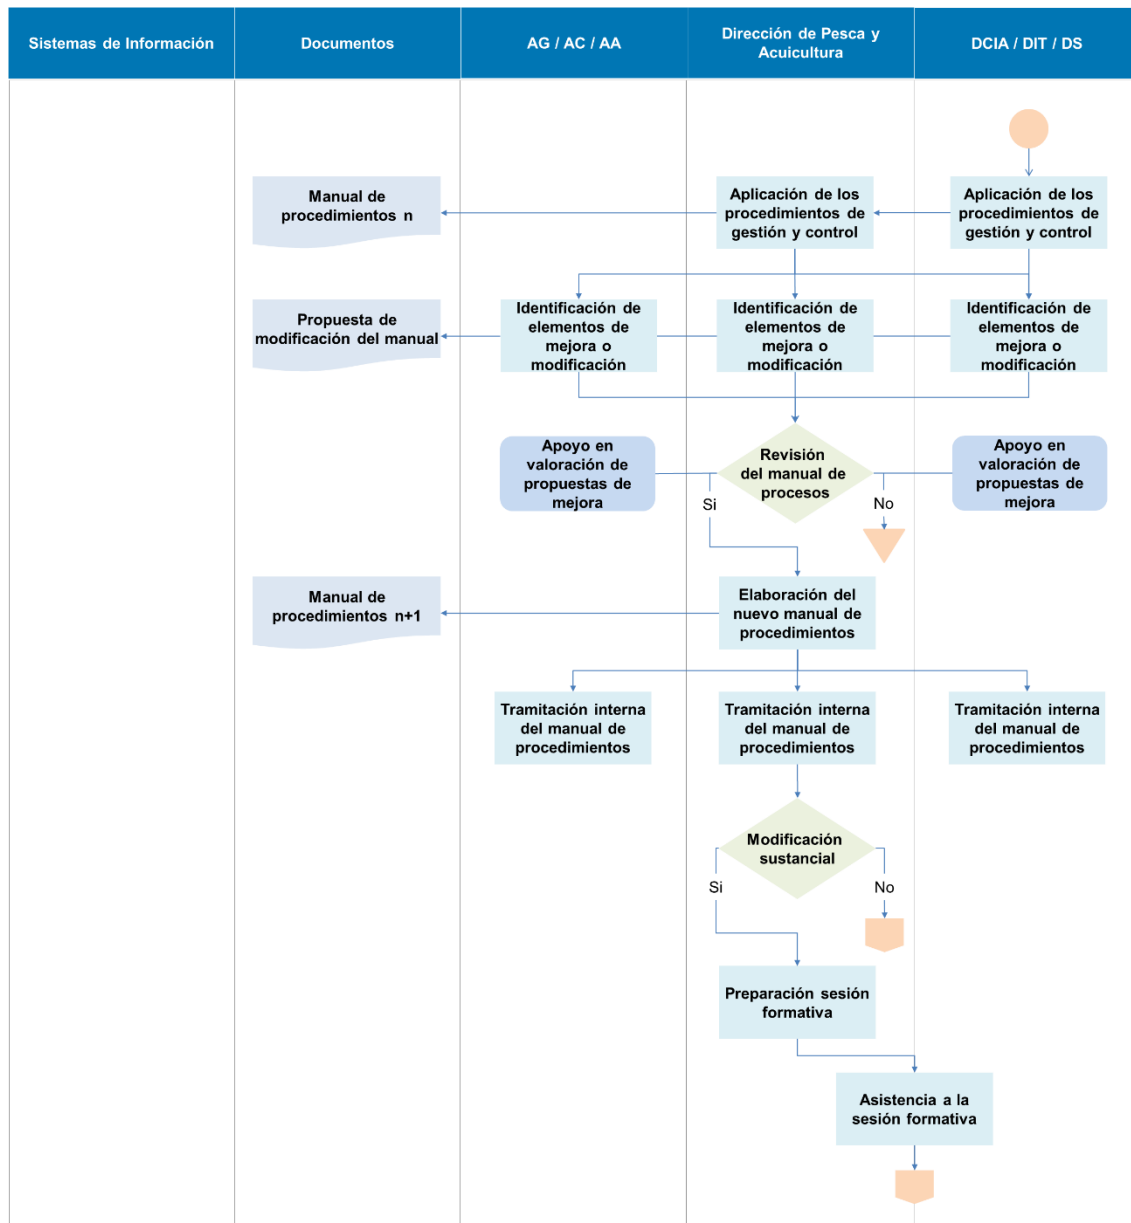 Sistemas de Información
Documentos
AG / AC / AA
Dirección de Pesca y
Acuicultura
DCIA / DIT / DS
Manual de
procedimientos n
Aplicación de los
procedimientos de
gestión y control
Aplicación de los
procedimientos de
gestión y control
Propuesta de
modificación del manual
Identificación de
elementos de
mejora o
modificación
Identificación de
elementos de
mejora o
modificación
Identificación de
elementos de
mejora o
modificación
Apoyo en
valoración de
propuestas de
mejora
Revisión
del manual de
procesos
Apoyo en
valoración de
propuestas de
mejora
Si
No
Manual de
procedimientos n+1
Elaboración del
nuevo manual de
procedimientos
Tramitación interna
del manual de
procedimientos
Tramitación interna
del manual de
procedimientos
Tramitación interna
del manual de
procedimientos
Modificación
sustancial
Si
No
Preparación sesión
formativa
Asistencia a la
sesión formativa